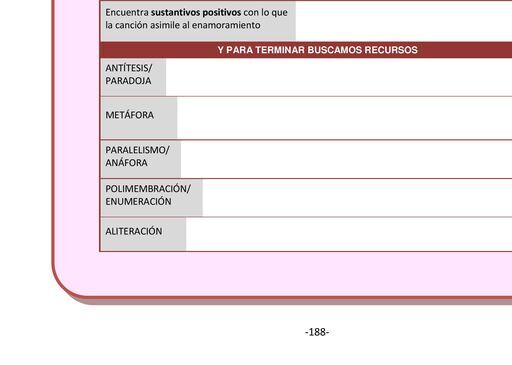 Encuentra sustantivos positivos con lo que
la canción asimile al enamoramiento
Y PARA TERMINAR BUSCAMOS RECURSOS
ANTÍTESIS/
PARADOJA
METÁFORA
PARALELISMO/
ANÁFORA
POLIMEMBRACIÓN/
ENUMERACIÓN
ALITERACIÓN
-188-